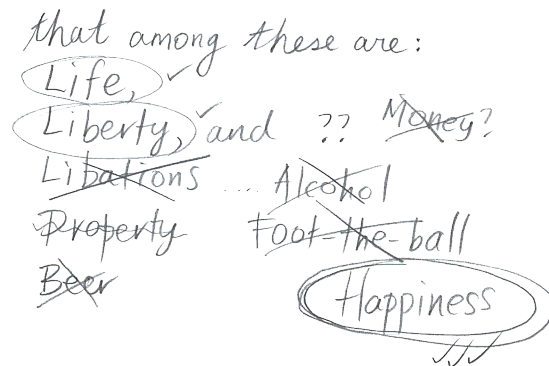 that among these are:
Life,
Liberty, and ?? Money?
Libations .... Alcohol
Property Foot-the-ball
Beer
Happiness